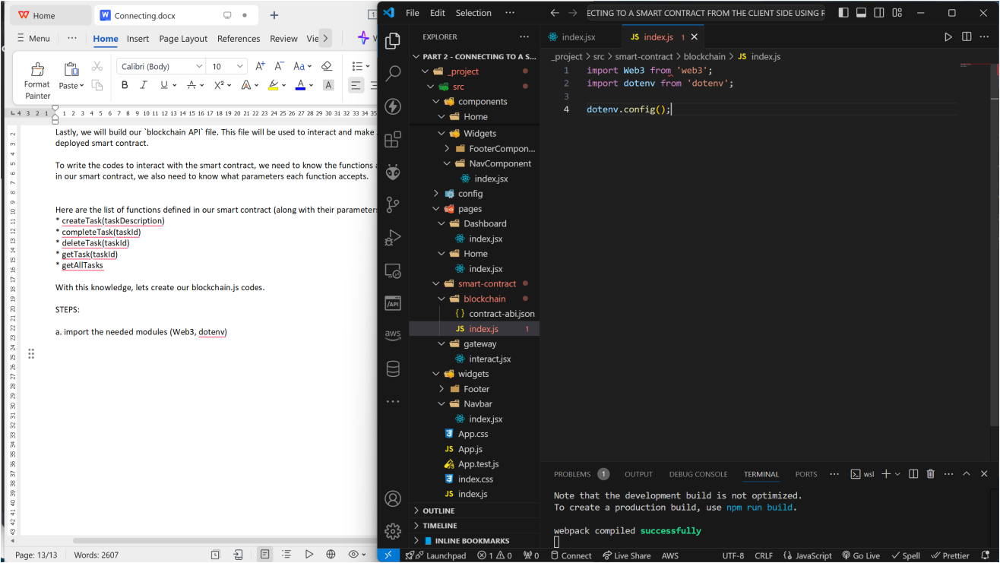 Home
Connecting.docx
Menu
Home Insert Page Layout References Review Vie
Format Painter
Paste
Calibri (Body) 10
Lastly, we will build our `blockchain API` file. This file will be used to interact and make
deployed smart contract.
To write the codes to interact with the smart contract, we need to know the functions
in our smart contract, we also need to know what parameters each function accepts.
Here are the list of functions defined in our smart contract (along with their parameters
* createTask(taskDescription)
* completeTask(taskId)
* deleteTask(taskId)
* getTask(taskId)
* getAllTasks
With this knowledge, lets create our blockchain.js codes.
STEPS:
a. import the needed modules (Web3, dotenv)
Page: 13/13 Words: 2607
File Edit Selection ···
ECTING TO A SMART CONTRACT FROM THE CLIENT SIDE USING R
EXPLORER
PART 2 - CONNECTING TO A S...
_project
src
components
Home
Widgets
FooterCompon...
NavComponent
index.jsx
config
pages
Dashboard
index.jsx
Home
index.jsx
smart-contract
blockchain
contract-abi.json
JS index.js 1
gateway
interact.jsx
widgets
Footer
Navbar
index.jsx
App.css
JS App.js
App.test.js
index.css
JS index.js
OUTLINE
TIMELINE
INLINE BOOKMARKS
/API
aws
index.jsx
JS index.js 1
_project > src > smart-contract > blockchain > JS index.js
1 import Web3 from 'web3';
2 import dotenv from 'dotenv';
3
4 dotenv.config();
PROBLEMS 1 OUTPUT DEBUG CONSOLE TERMINAL PORTS ··· wsl
Note that the development build is not optimized.
To create a production build, use npm run build.
webpack compiled successfully
Launchpad 1 0 0 Connect Live Share AWS UTF-8 CRLF JavaScript Go Live Spell Prettier